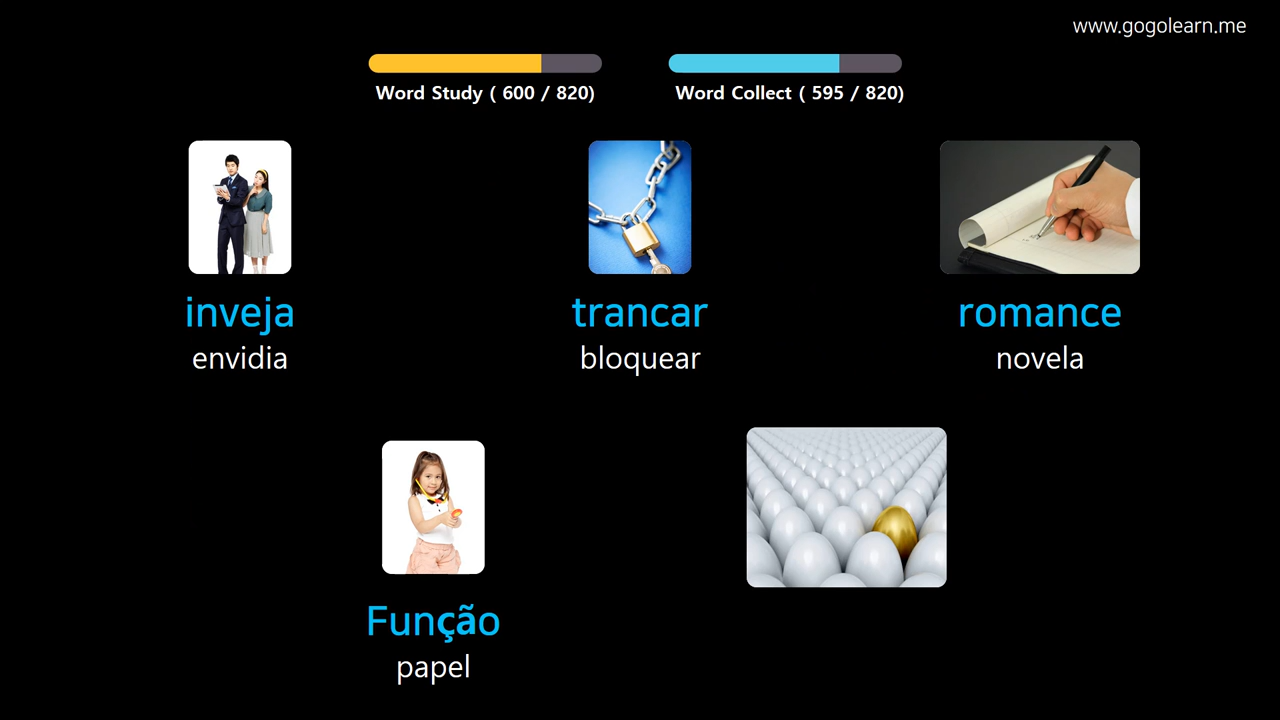 www.gogolearn.me
Word Study ( 600 / 820)
Word Collect ( 595 / 820)
inveja
envidia
trancar
bloquear
romance
novela
Função
papel